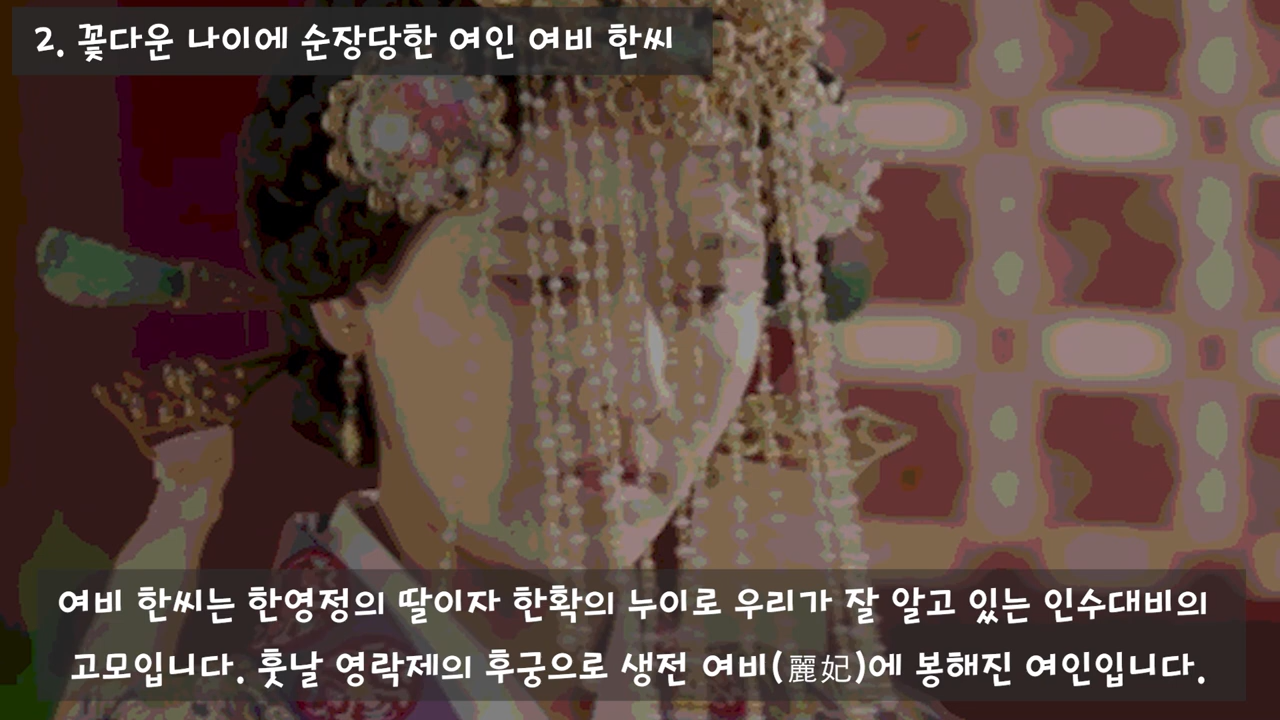 2. 꽃다운 나이에 순장당한 여인 여비 한씨
여비 한씨는 한영정의 딸이자 한확의 누이로 우리가 잘 알고 있는 인수대비의
고모입니다. 훗날 영락제의 후궁으로 생전 여비(麗妃)에 봉해진 여인입니다.